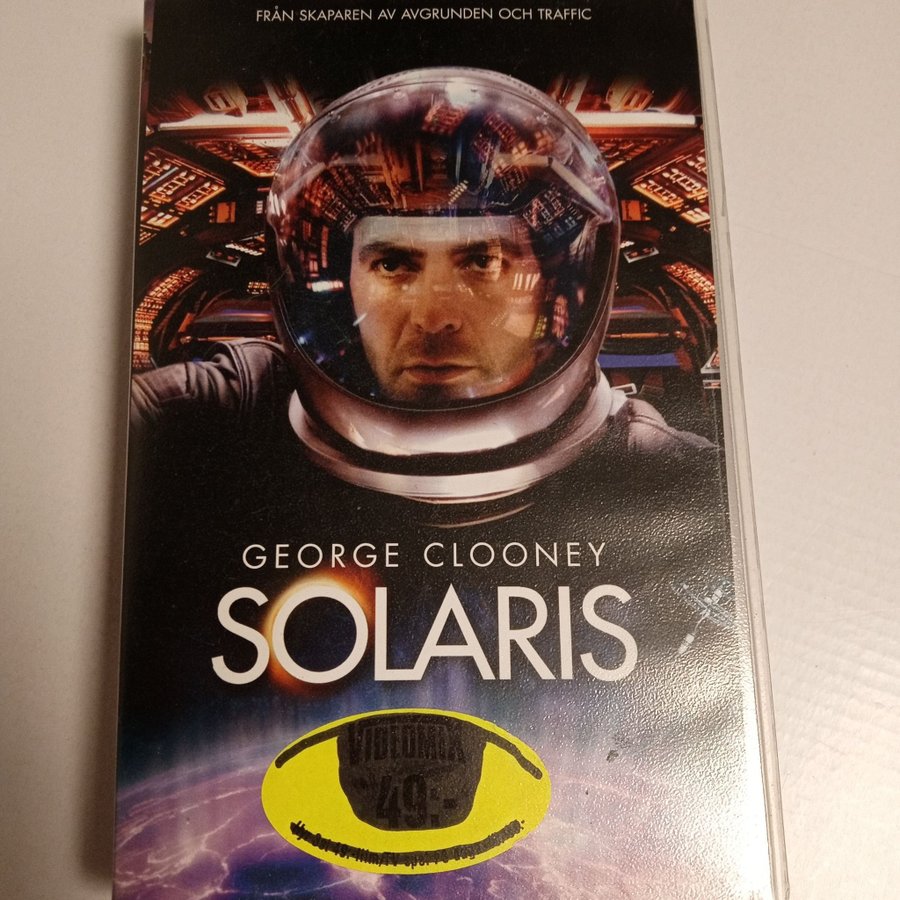 FRÅN SKAPAREN AV AVGRUNDEN OCH TRAFFIC
GEORGE CLOONEY
SOLARIS
VIDEOMIX
49:-